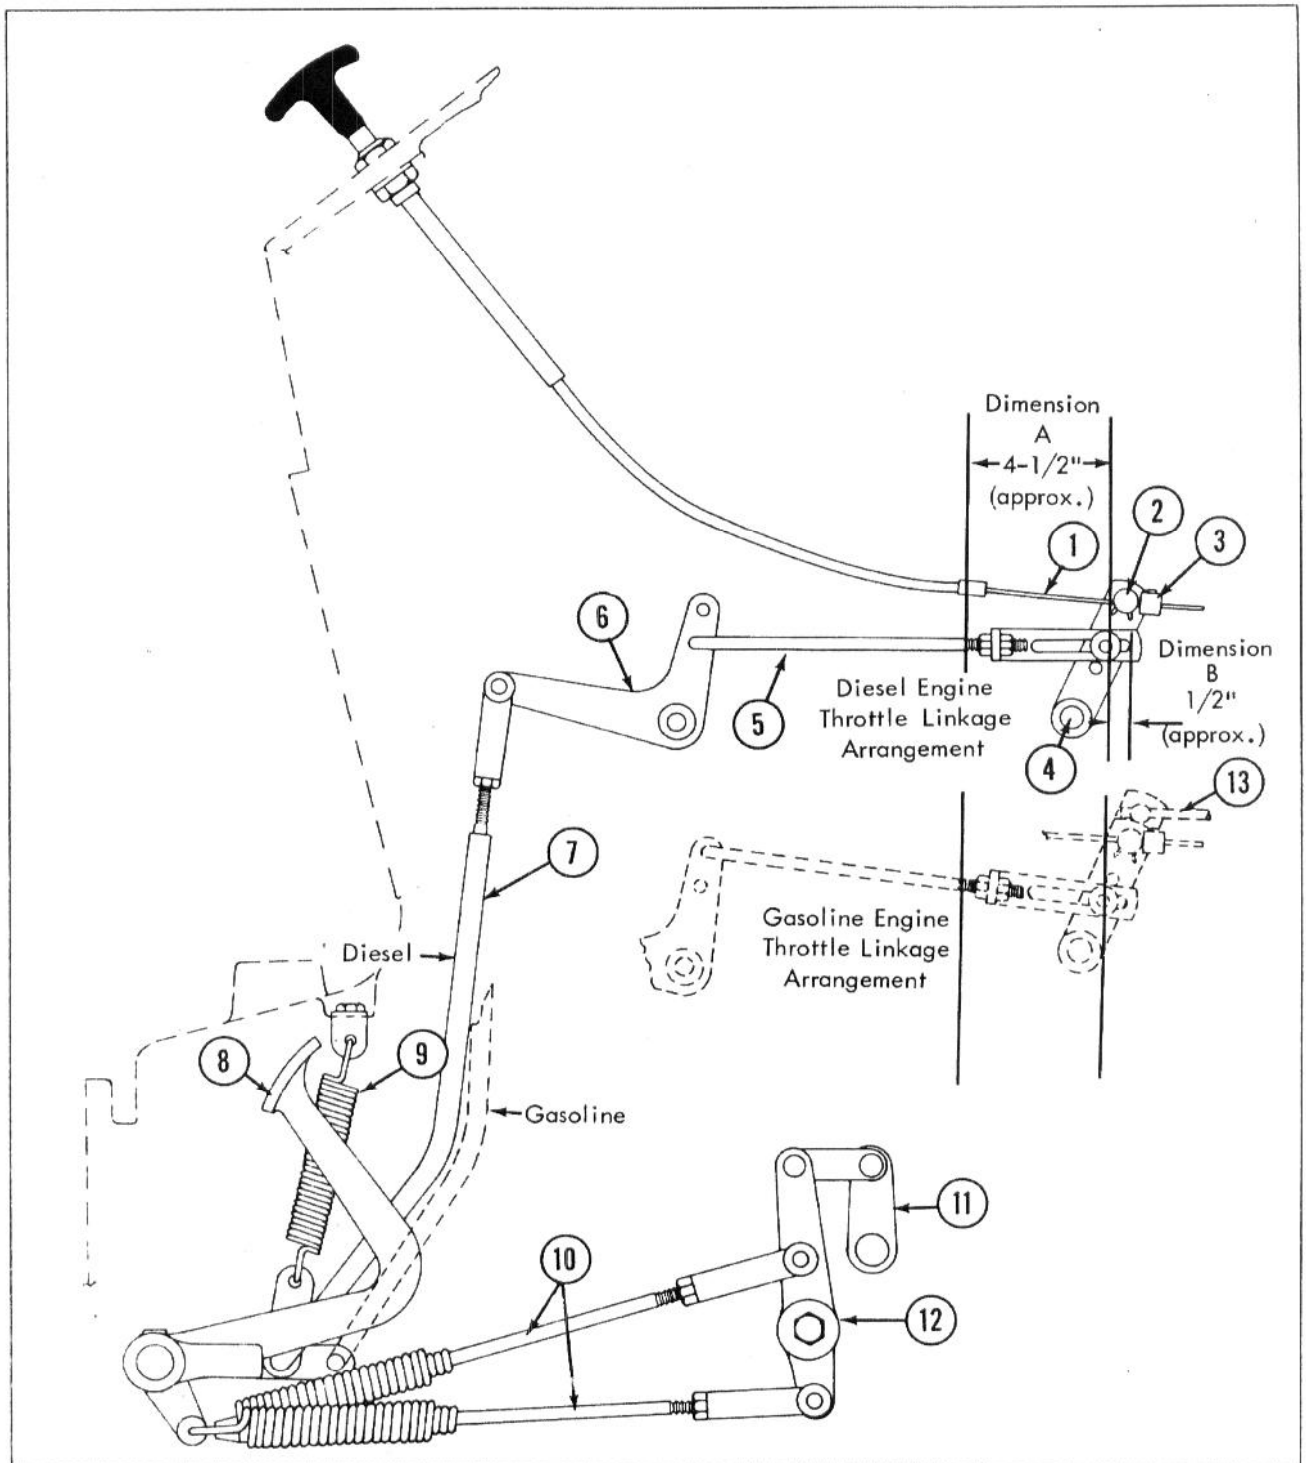 Dimension
A
4-1/2"
(approx.)
2
3
1
6
Dimension
B
1/2"
(approx.)
Diesel Engine
Throttle Linkage
Arrangement
5
4
13
7
Gasoline Engine
Throttle Linkage
Arrangement
Diesel
8
9
Gasoline
11
10
12